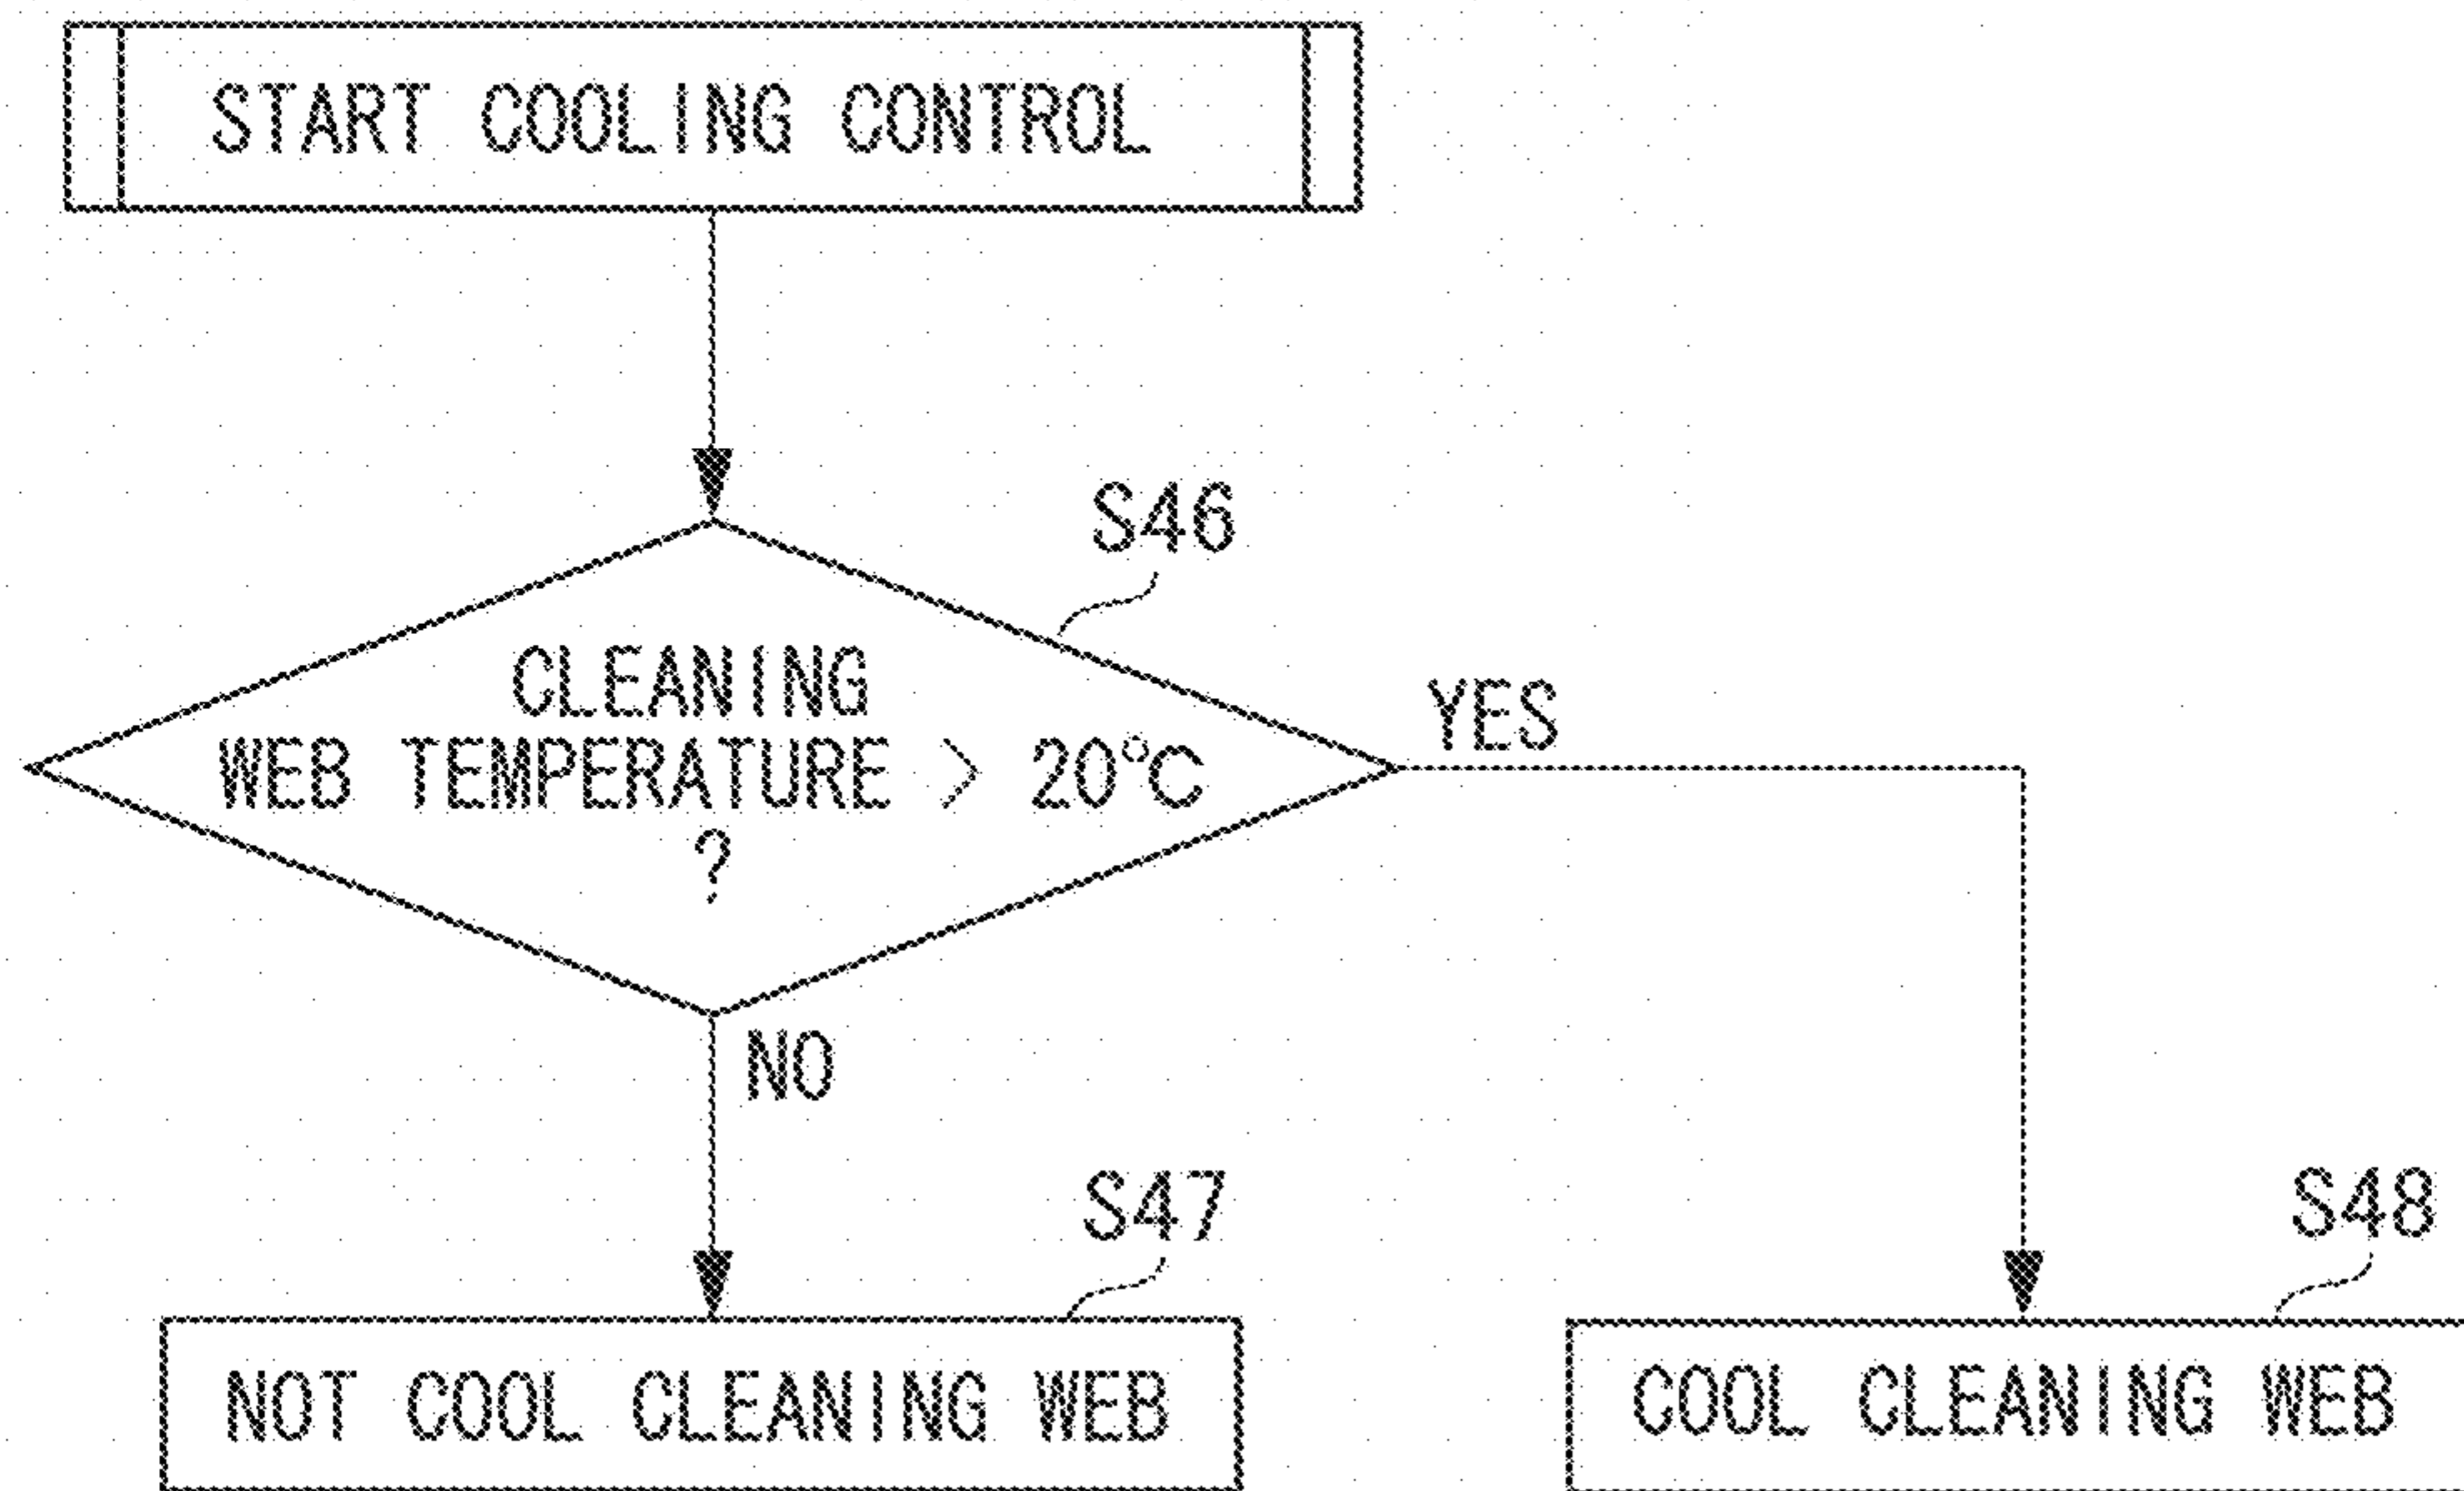 START COOLING CONTROL
S46
CLEANING
WEB TEMPERATURE > 20°C
?
YES
NO
S47
S48
NOT COOL CLEANING WEB
COOL CLEANING WEB